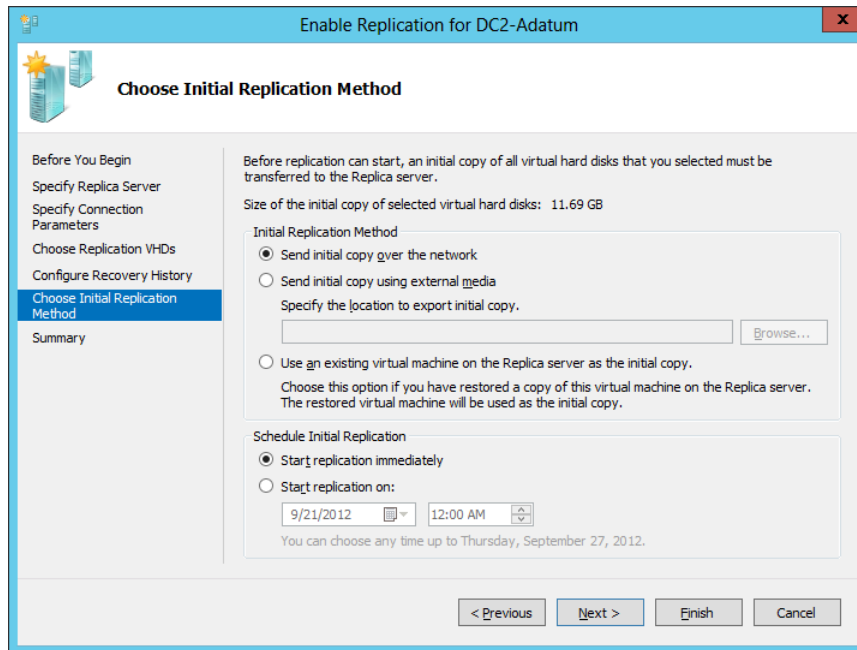 Enable Replication for DC2-Adatum
x
Choose Initial Replication Method
Before You Begin
Specify Replica Server
Specify Connection
Parameters
Choose Replication VHDs
Configure Recovery History
Choose Initial Replication
Method
Summary
Before replication can start, an initial copy of all virtual hard disks that you selected must be
transferred to the Replica server.
Size of the initial copy of selected virtual hard disks: 11.69 GB
Initial Replication Method
Send initial copy over the network
Send initial copy using external media
Specify the location to export initial copy.
Browse...
Use an existing virtual machine on the Replica server as the initial copy.
Choose this option if you have restored a copy of this virtual machine on the Replica server.
The restored virtual machine will be used as the initial copy.
Schedule Initial Replication
Start replication immediately
Start replication on:
9/21/2012 12:00 AM
You can choose any time up to Thursday, September 27, 2012.
< Previous Next > Finish Cancel